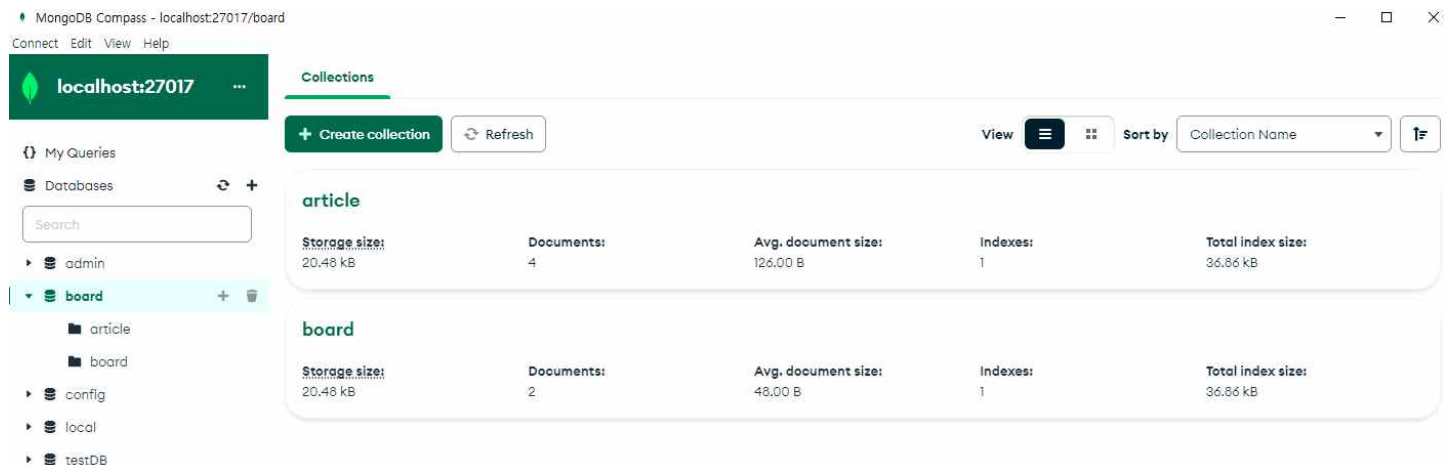 MongoDB Compass - localhost:27017/board
Connect Edit View Help
localhost:27017 ...
{} My Queries
Databases
Search
admin
board
article
board
config
local
testDB
Collections
+ Create collection Refresh View Sort by Collection Name
article
Storage size: Documents: Avg. document size: Indexes: Total index size:
20.48 kB 4 126.00 B 1 36.86 kB
board
Storage size: Documents: Avg. document size: Indexes: Total index size:
20.48 kB 2 48.00 B 1 36.86 kB